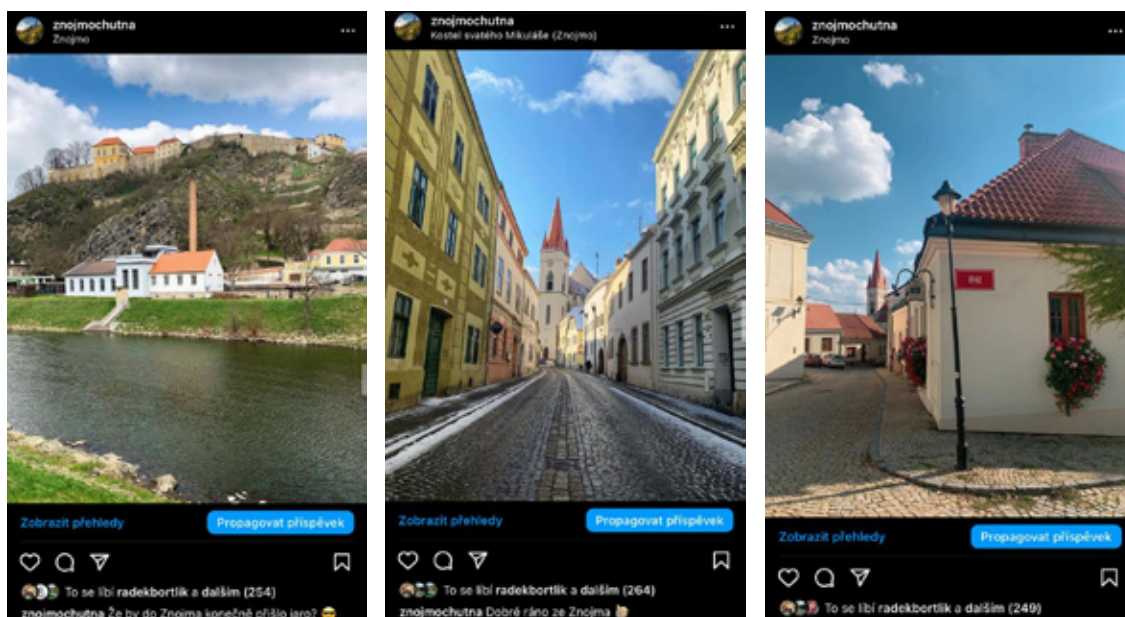 znojmochutna
Znojmo
Zobrazit přehledy
Propagovat příspěvek
To se líbí radekbortlik a dalším (254)
znojmochutna Že by do Znojma konečně přišlo jaro? 😎
znojmochutna
Kostel svatého Mikuláše (Znojmo)
Zobrazit přehledy
Propagovat příspěvek
To se líbí radekbortlik a dalším (264)
znojmochutna Dobré ráno ze Znojma
znojmochutna
Znojmo
Zobrazit přehledy
Propagovat příspěvek
To se líbí radekbortlik a dalším (249)